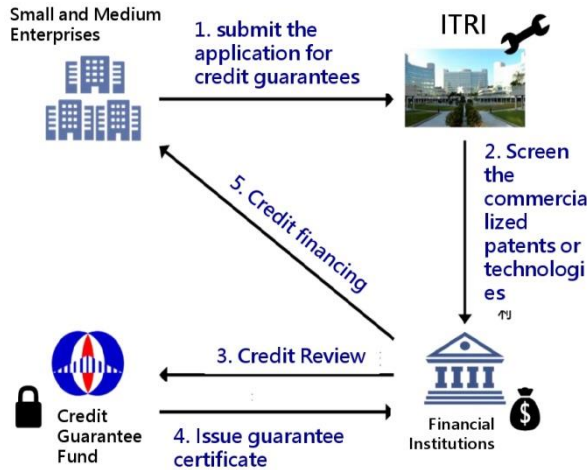 Small and Medium
Enterprises
1. submit the
application for
credit guarantees
ITRI
2. Screen
the
commercia
lized
patents or
technologi
es
5. Credit financing
3. Credit Review
4. Issue guarantee
certificate
Credit
Guarantee
Fund
Financial
Institutions
$